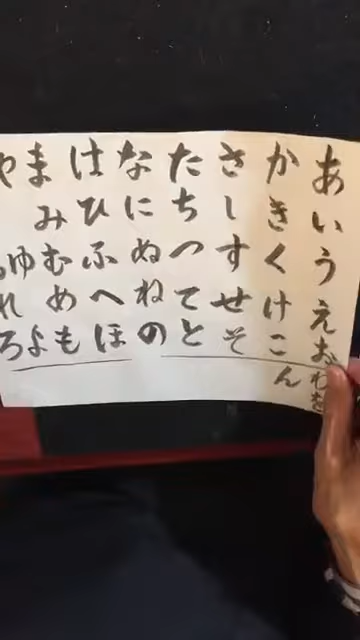 あいうえお
わを
かきくけこ
ん
さしすせそ
たちつてと
なにぬねの
はひふへほ
まみむめも
やゆよ
れろ